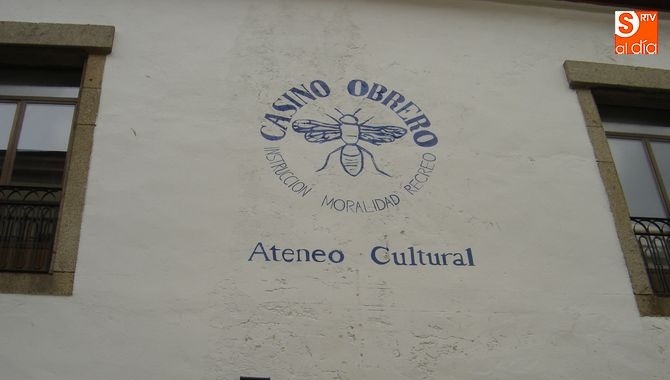 CASINO OBRERO
INSTRUCCION MORALIDAD RECREO
Ateneo Cultural
S RTV
al día